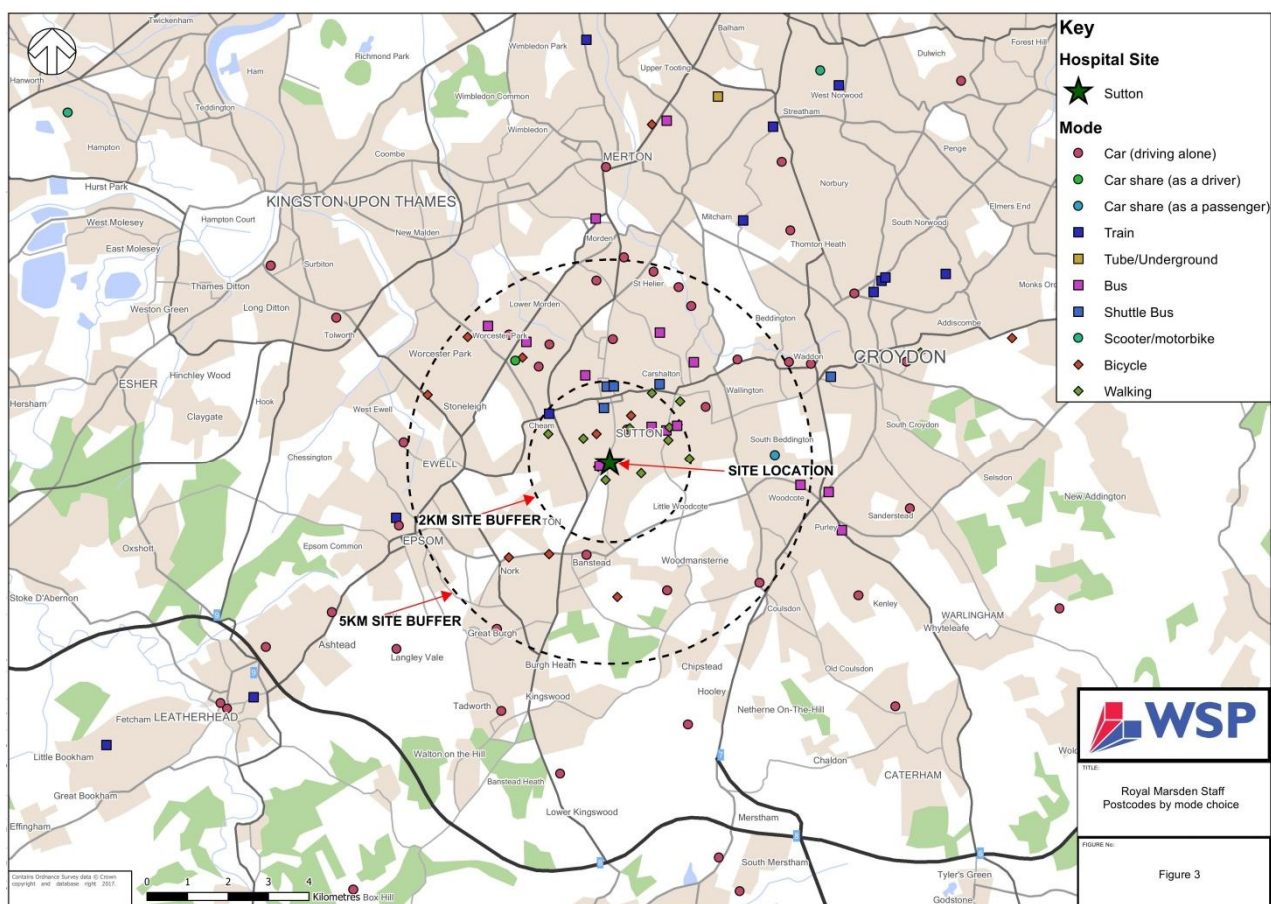 Key
Hospital Site
Sutton
Mode
Car (driving alone)
Car share (as a driver)
Car share (as a passenger)
Train
Tube/Underground
Bus
Shuttle Bus
Scooter/motorbike
Bicycle
Walking
Twickenham
Richmond Park
Wimbledon Park
Balham
Dulwich
Forest Hill
Ham
Hanworth
Upper Tooting
Teddington
Wimbledon Common
West Norwood
Streatham
Hampton
Coombe
Wimbledon
Penge
MERTON
Hurst Park
Norbury
KINGSTON UPON THAMES
Elmers End
West Molesey
Hampton Court
Mitcham
South Norwood
New Malden
East Molesey
Morden
Thornton Heath
Surbiton
Thames Ditton
St Helier
Monks Or
Weston Green
Long Ditton
Lower Morden
Beddington
Addiscombe
Tolworth
Worcester Park
Worcester Park
Waddon
CROYDON
ESHER
Hinchley Wood
Carshalton
Wallington
Hersham
Hook
Claygate
West Ewell
Stoneleigh
Cheam
South Croydon
SUTTON
South Beddington
Chessington
EWELL
SITE LOCATION
Selsdon
Woodcote
New Addington
Little Woodcote
2KM SITE BUFFER
TON
Sanderstead
Purley
Oxshott
Epsom Common
EPSOM
Nork
Banstead
Woodmansterne
Stoke D'Abernon
Coulsdon
Kenley
5KM SITE BUFFER
WARLINGHAM
Whyteleafe
Ashtead
Great Burgh
Langley Vale
Burgh Heath
Chipstead
Old Coulsdon
Hooley
Kingswood
Fetcham
LEATHERHEAD
Tadworth
Netherne On-The-Hill
Little Bookham
Walton on the Hill
Chaldon
Banstead Heath
CATERHAM
Great Bookham
Effingham
Lower Kingswood
Merstham
South Merstham
Tyler's Green
Godstone
Box Hill
WSP
TITLE:
Royal Marsden Staff
Postcodes by mode choice
FIGURE No:
Figure 3
Contains Ordnance Survey data © Crown
copyright and database right 2017.
0 1 2 3 4
Kilometres